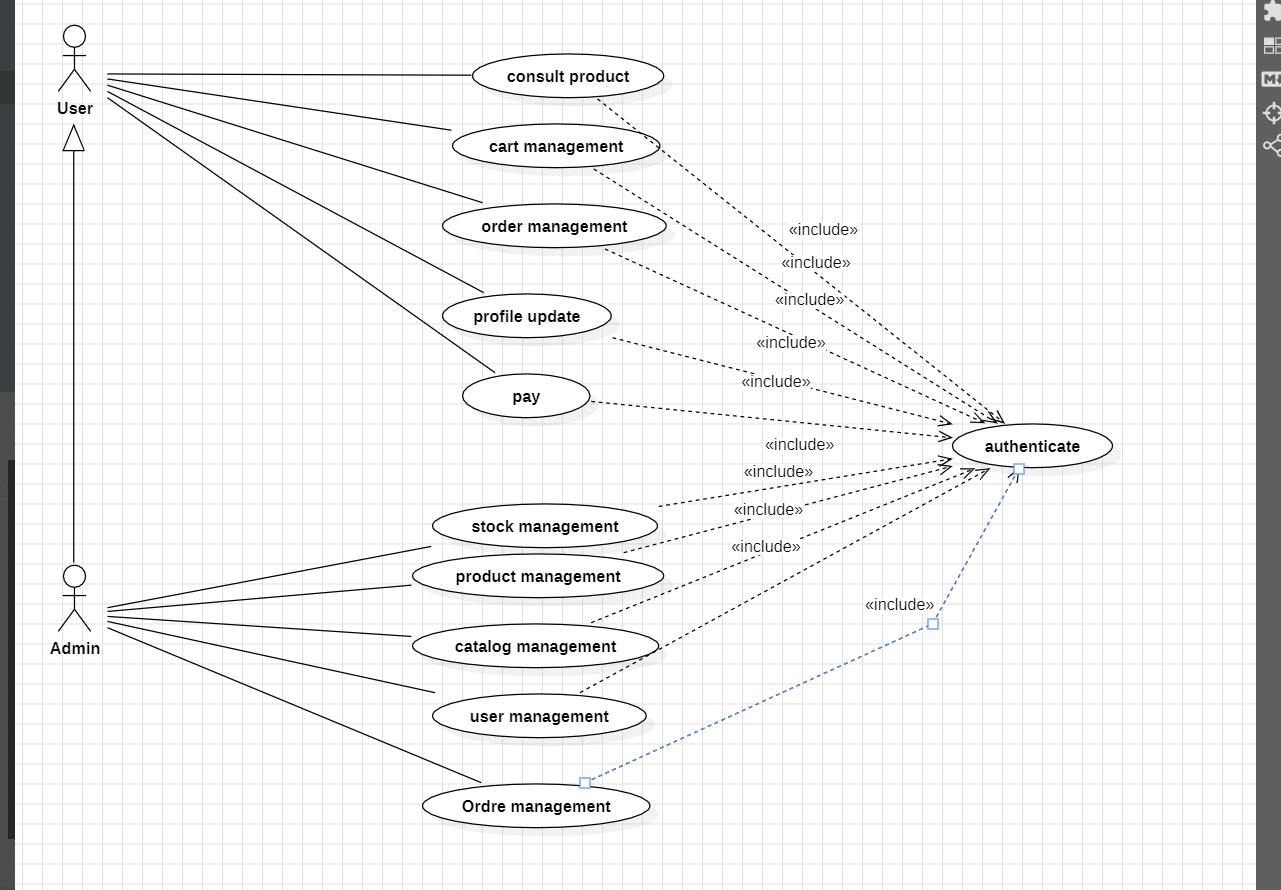 User
consult product
cart management
order management
profile update
pay
«include»
«include»
«include»
«include»
«include»
authenticate
«include»
«include»
«include»
«include»
stock management
product management
catalog management
user management
Ordre management
«include»
Admin